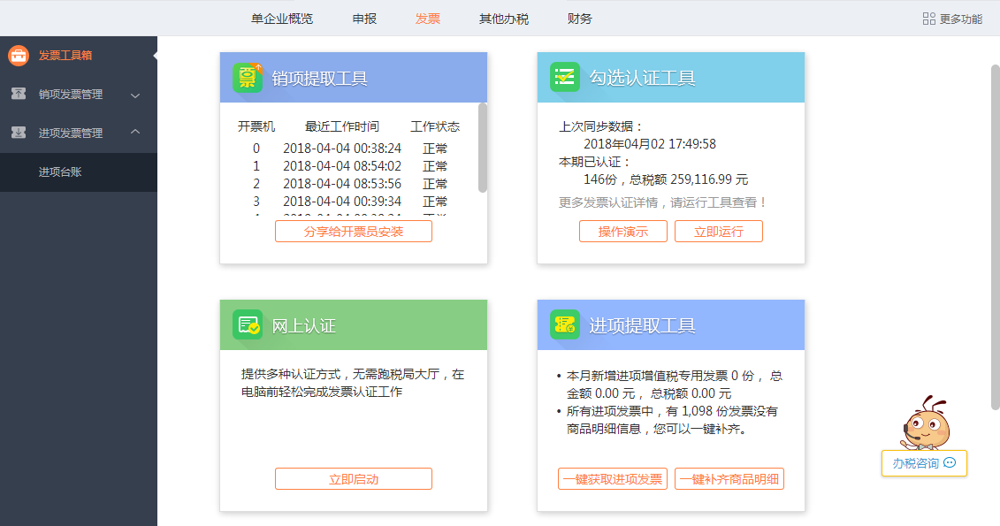 单企业概览 申报 发票 其他办税 财务 更多功能
发票工具箱
销项发票管理
进项发票管理
进项台账
销项提取工具
开票机 最近工作时间 工作状态
0 2018-04-04 00:38:24 正常
1 2018-04-04 08:54:02 正常
2 2018-04-04 08:53:56 正常
3 2018-04-04 00:39:34 正常
分享给开票员安装
勾选认证工具
上次同步数据：
2018年04月02 17:49:58
本期已认证：
146份，总税额 259,116.99 元
更多发票认证详情，请运行工具查看！
操作演示 立即运行
网上认证
提供多种认证方式，无需跑税局大厅，在
电脑前轻松完成发票认证工作
立即启动
进项提取工具
• 本月新增进项增值税专用发票 0 份， 总
金额 0.00 元， 总税额 0.00 元
• 所有进项发票中，有 1,098 份发票没有
商品明细信息，您可以一键补齐。
一键获取进项发票 一键补齐商品明细
办税咨询